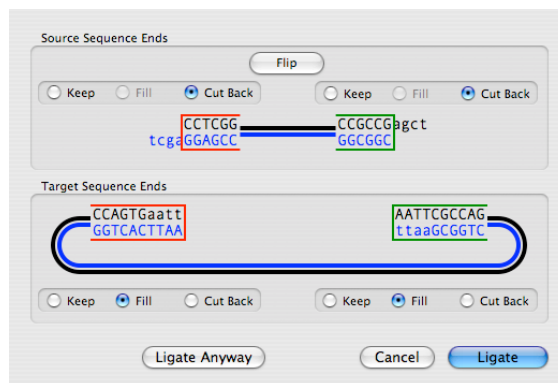 Source Sequence Ends
Flip
Keep Fill Cut Back Keep Fill Cut Back
CCTCGG CCGCCGagct
tcgaGGAGCC GGCGGC
Target Sequence Ends
CCAGTGaatt AATTCGCCAG
GGTCACTTAA ttaaGCGGTC
Keep Fill Cut Back Keep Fill Cut Back
Ligate Anyway Cancel Ligate